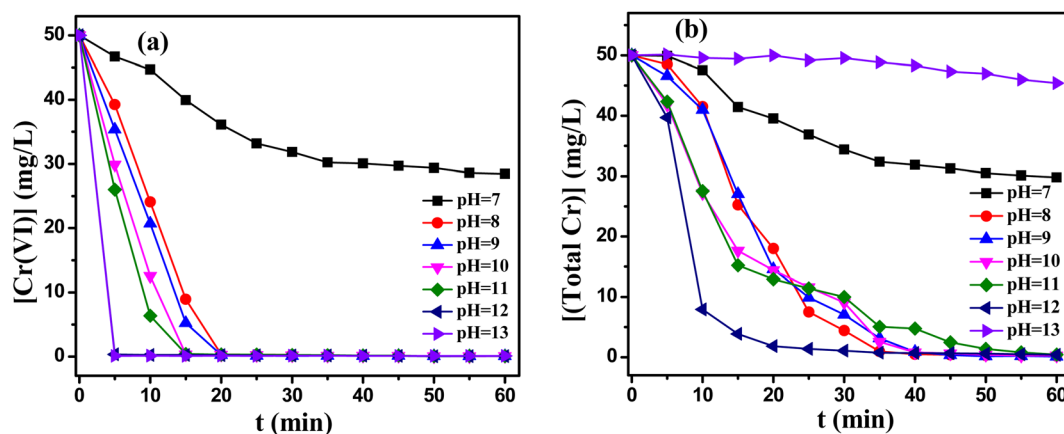 (a)
[Cr(VI)] (mg/L)
50
40
30
20
10
0
pH=7
pH=8
pH=9
pH=10
pH=11
pH=12
pH=13
0 10 20 30 40 50 60
t (min)
(b)
[(Total Cr)] (mg/L)
50
40
30
20
10
0
pH=7
pH=8
pH=9
pH=10
pH=11
pH=12
pH=13
0 10 20 30 40 50 60
t (min)